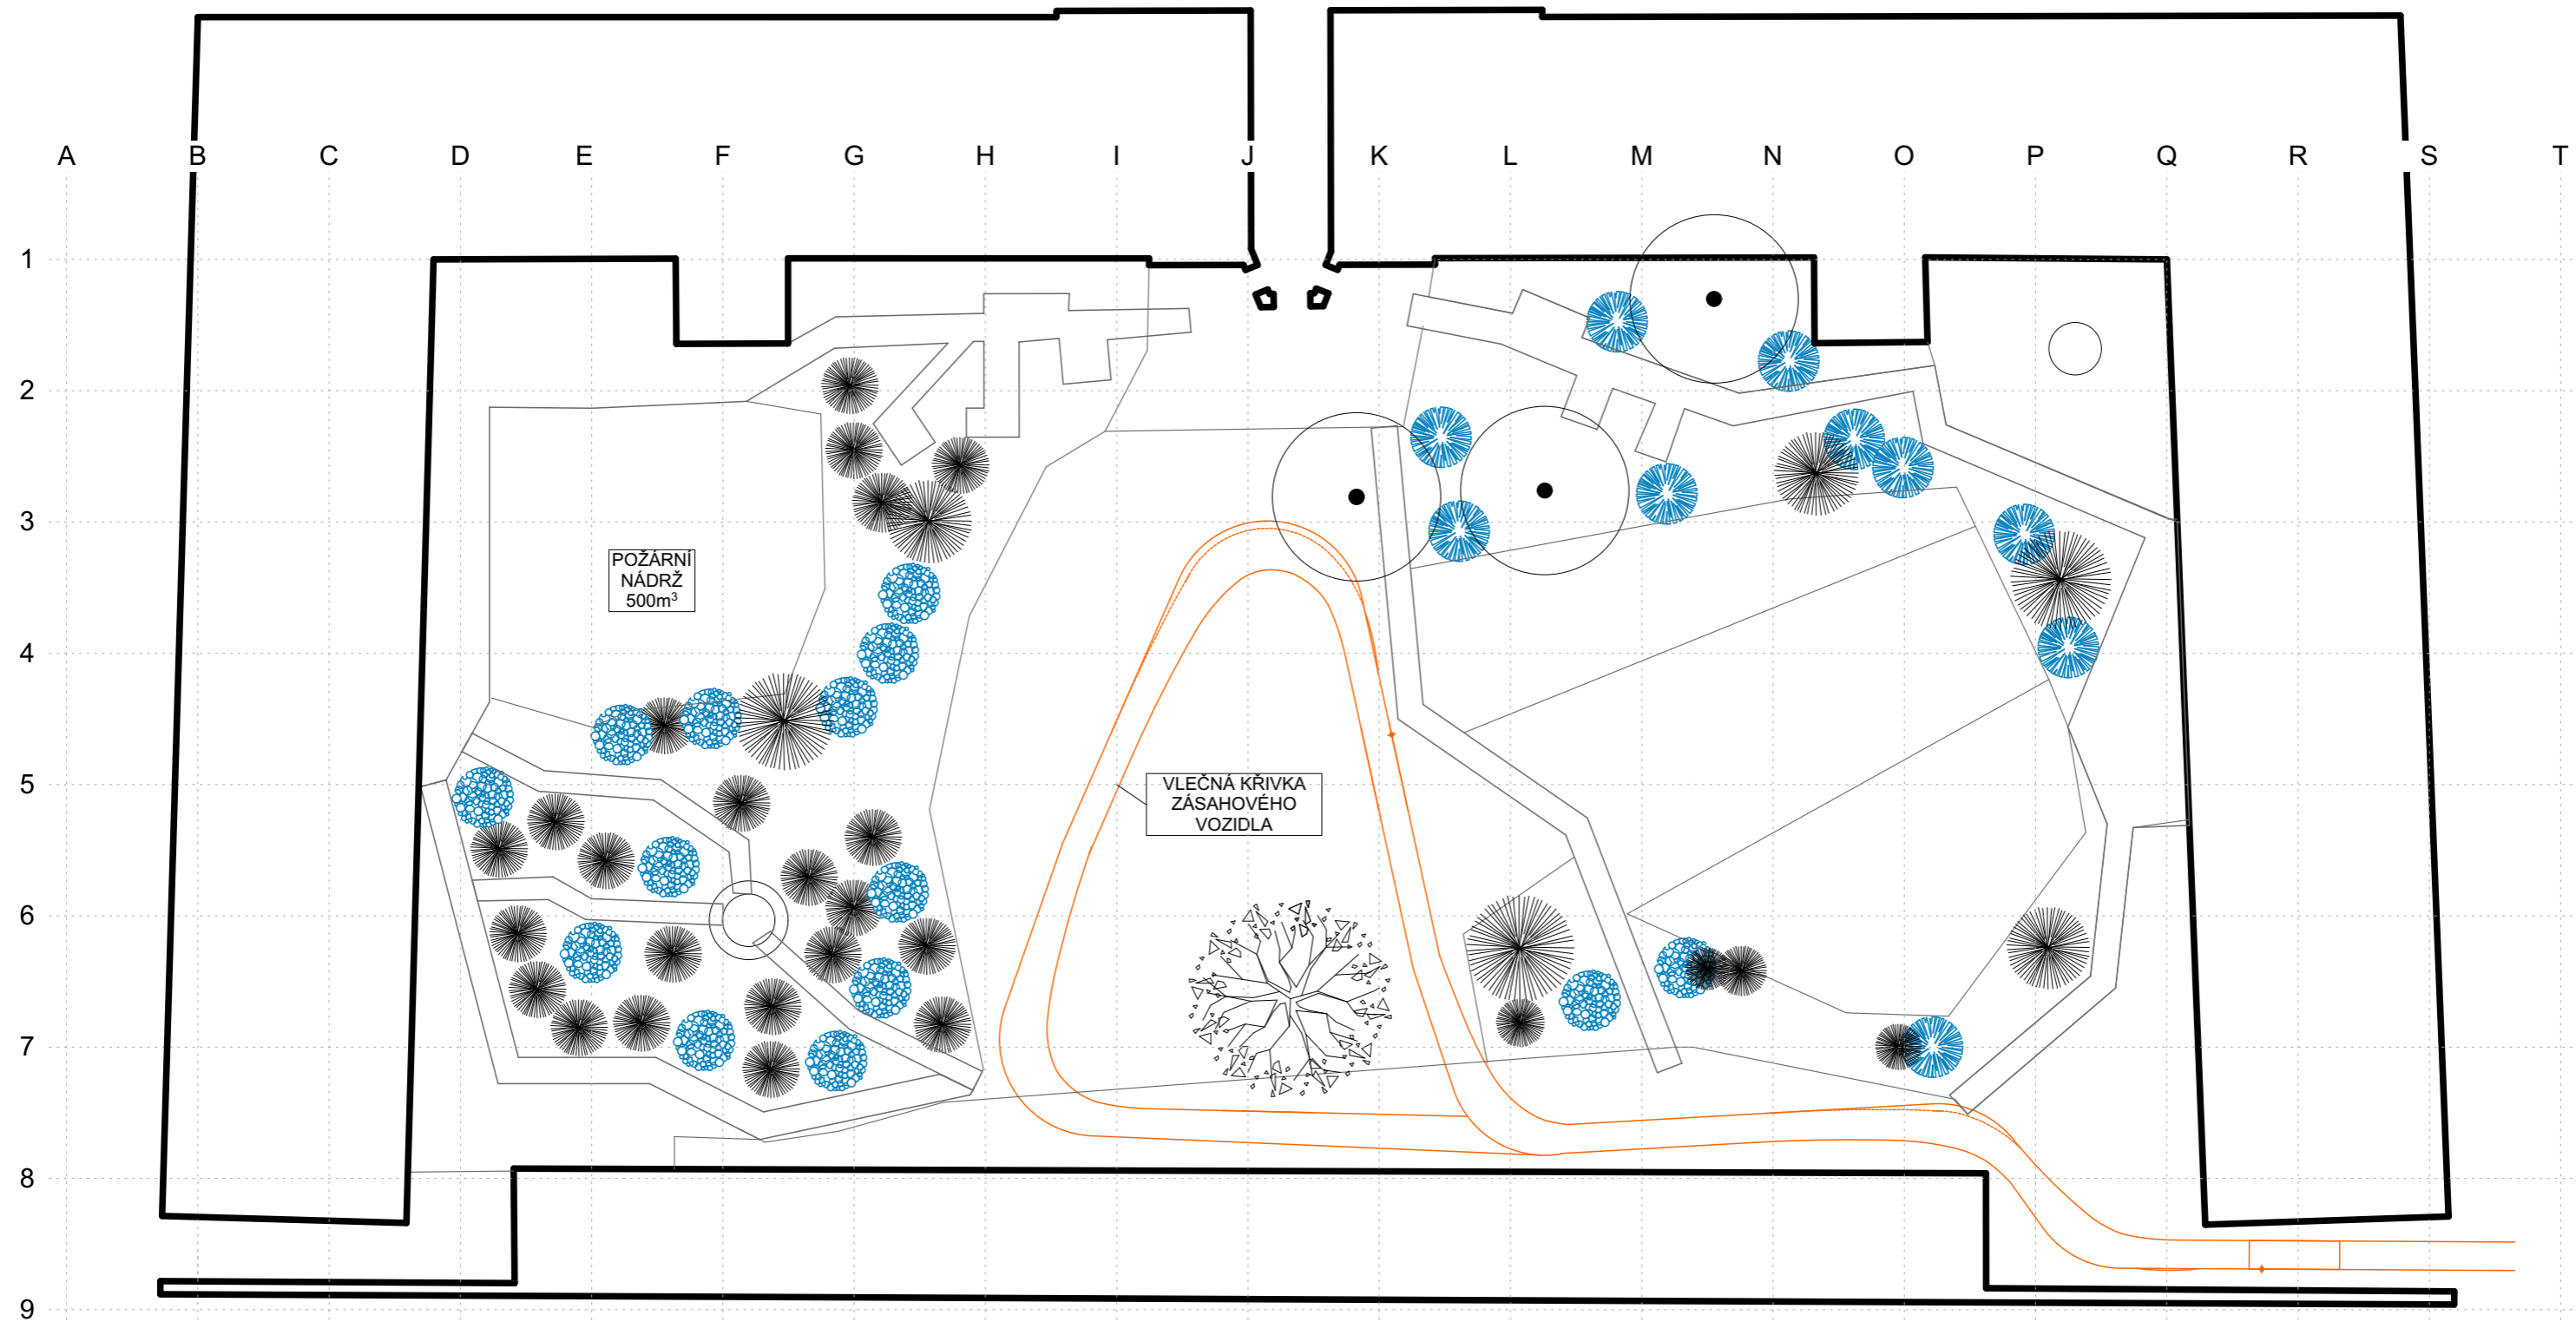 A B C D E F G H I J K L M N O P Q R S T
1
2
3
POŽÁRNÍ
NÁDRŽ
500m³
4
5
VLEČNÁ KŘIVKA
ZÁSAHOVÉHO
VOZIDLA
6
7
8
9